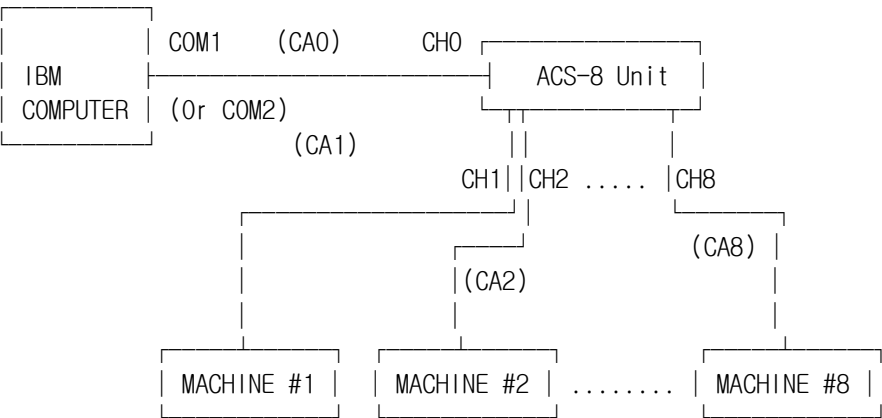 COM1 (CA0) CH0
IBM ACS-8 Unit
COMPUTER (Or COM2)
(CA1)
CH1 CH2 ..... CH8
(CA8)
(CA2)
MACHINE #1 MACHINE #2 ........ MACHINE #8